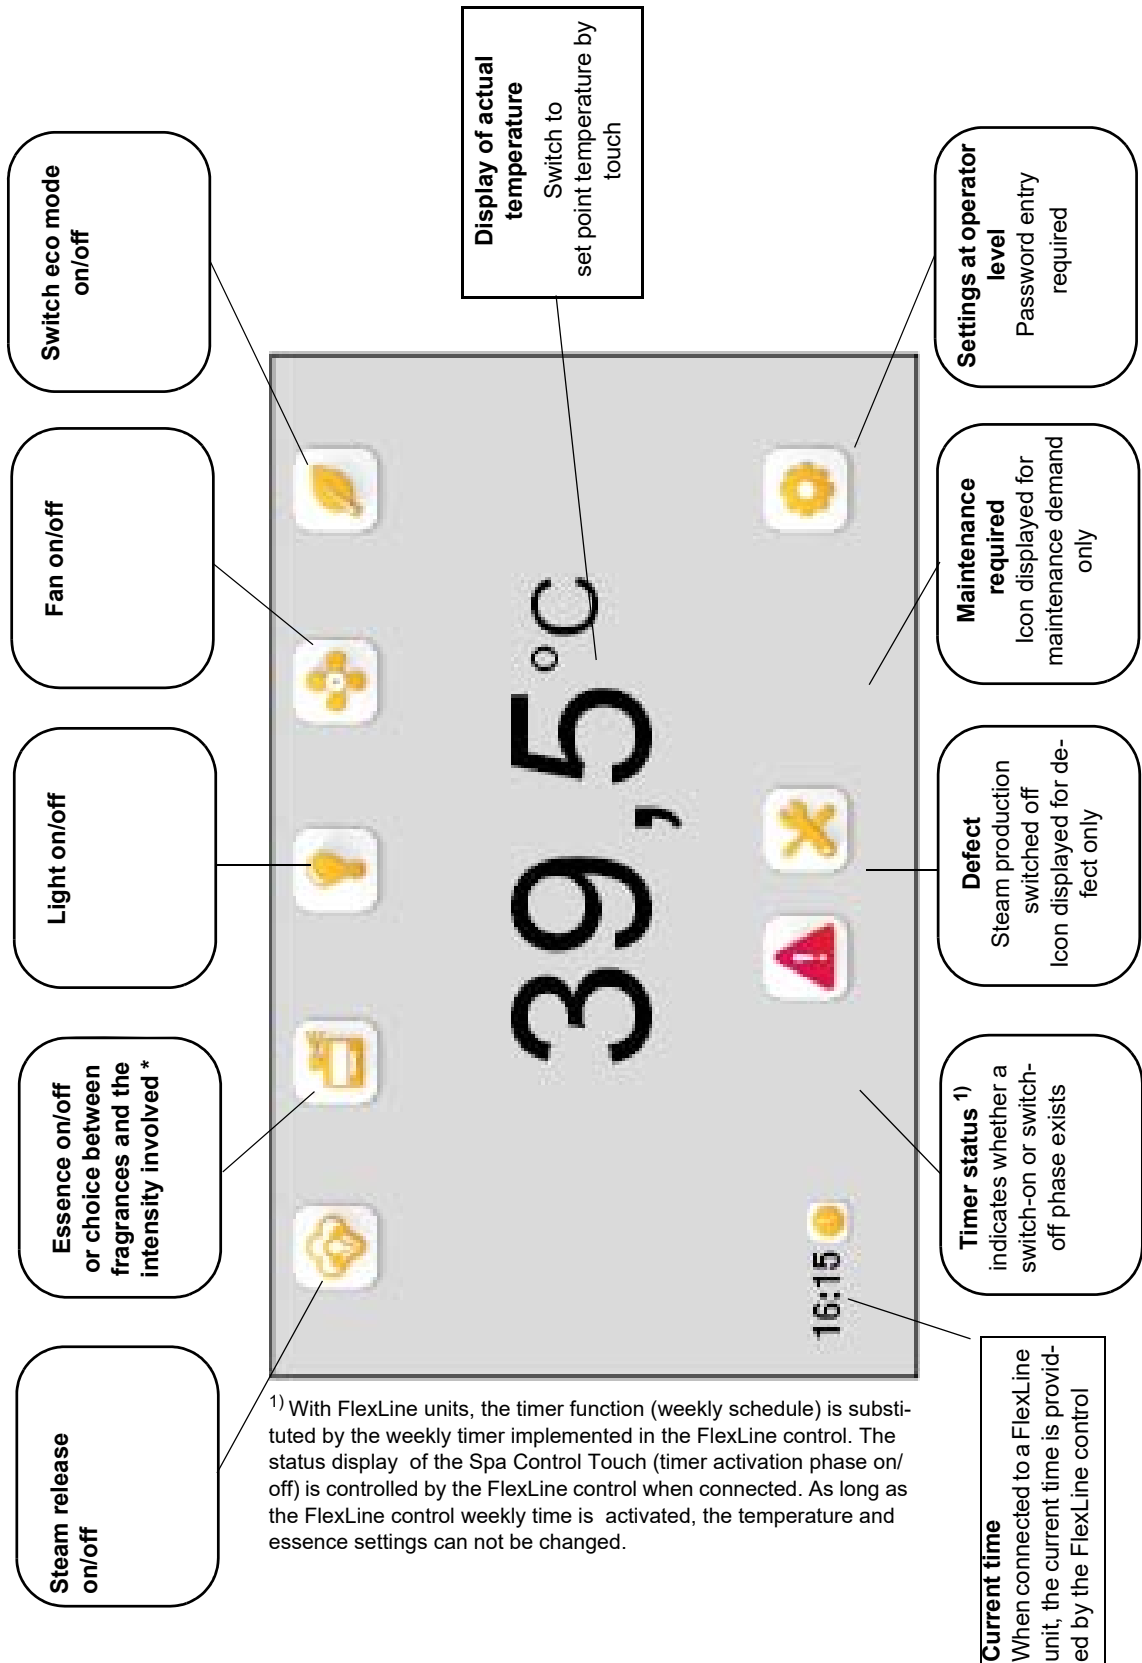 Steam release
on/off
Essence on/off
or choice between
fragrances and the
intensity involved *
Light on/off
Fan on/off
Switch eco mode
on/off
Display of actual
temperature
Switch to
set point temperature by
touch
39,5°C
16:15
Current time
When connected to a FlexLine
unit, the current time is provid-
ed by the FlexLine control
Timer status 1)
indicates whether a
switch-on or switch-
off phase exists
Defect
Steam production
switched off
Icon displayed for de-
fect only
Maintenance
required
Icon displayed for
maintenance demand
only
Settings at operator
level
Password entry
required
1) With FlexLine units, the timer function (weekly schedule) is substi-
tuted by the weekly timer implemented in the FlexLine control. The
status display of the Spa Control Touch (timer activation phase on/
off) is controlled by the FlexLine control when connected. As long as
the FlexLine control weekly time is activated, the temperature and
essence settings can not be changed.